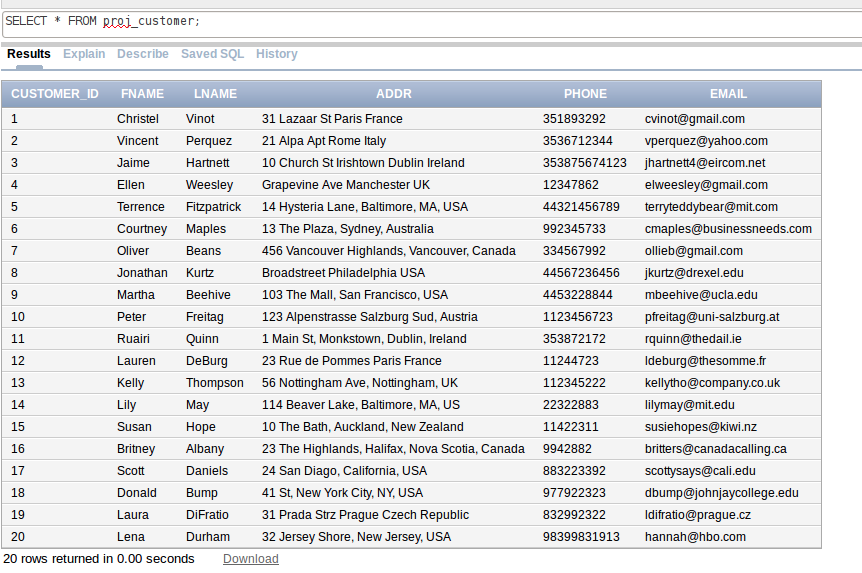 SELECT * FROM proj_customer;
Results Explain Describe Saved SQL History
CUSTOMER_ID FNAME LNAME ADDR PHONE EMAIL
1 Christel Vinot 31 Lazaar St Paris France 351893292 cvinot@gmail.com
2 Vincent Perquez 21 Alpa Apt Rome Italy 3536712344 vperquez@yahoo.com
3 Jaime Hartnett 10 Church St Irishtown Dublin Ireland 353875674123 jhartnett4@eircom.net
4 Ellen Weesley Grapevine Ave Manchester UK 12347862 elweesley@gmail.com
5 Terrence Fitzpatrick 14 Hysteria Lane, Baltimore, MA, USA 44321456789 terryteddybear@mit.com
6 Courtney Maples 13 The Plaza, Sydney, Australia 992345733 cmaples@businessneeds.com
7 Oliver Beans 456 Vancouver Highlands, Vancouver, Canada 334567992 ollieb@gmail.com
8 Jonathan Kurtz Broadstreet Philadelphia USA 44567236456 jkurtz@drexel.edu
9 Martha Beehive 103 The Mall, San Francisco, USA 4453228844 mbeehive@ucla.edu
10 Peter Freitag 123 Alpenstrasse Salzburg Sud, Austria 1123456723 pfreitag@uni-salzburg.at
11 Ruairi Quinn 1 Main St, Monkstown, Dublin, Ireland 353872172 rquinn@thedail.ie
12 Lauren DeBurg 23 Rue de Pommes Paris France 11244723 ldeburg@thesomme.fr
13 Kelly Thompson 56 Nottingham Ave, Nottingham, UK 112345222 kellytho@company.co.uk
14 Lily May 114 Beaver Lake, Baltimore, MA, US 22322883 lilymay@mit.edu
15 Susan Hope 10 The Bath, Auckland, New Zealand 11422311 susiehopes@kiwi.nz
16 Britney Albany 23 The Highlands, Halifax, Nova Scotia, Canada 9942882 britters@canadacalling.ca
17 Scott Daniels 24 San Diago, California, USA 883223392 scottysays@cali.edu
18 Donald Bump 41 St, New York City, NY, USA 977922323 dbump@johnjaycollege.edu
19 Laura DiFratio 31 Prada Strz Prague Czech Republic 832992322 ldifratio@prague.cz
20 Lena Durham 32 Jersey Shore, New Jersey, USA 98399831913 hannah@hbo.com
20 rows returned in 0.00 seconds Download